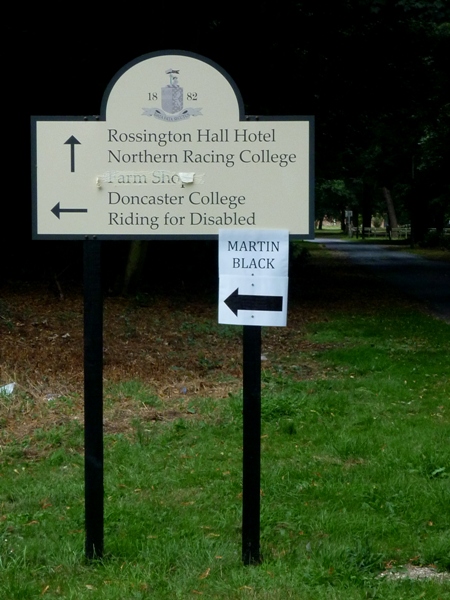 18 82
Rossington Hall Hotel
Northern Racing College
Farm Shop
Doncaster College
Riding for Disabled
MARTIN
BLACK